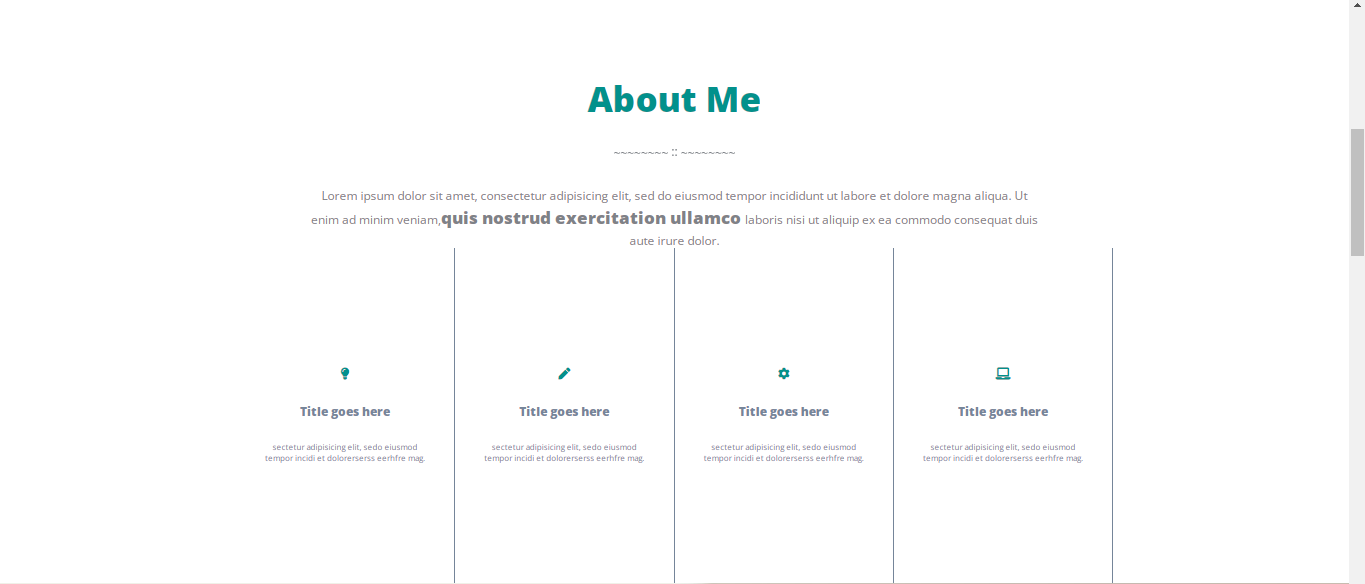 About Me
~~~~~~~~ :: ~~~~~~~~
Lorem ipsum dolor sit amet, consectetur adipisicing elit, sed do eiusmod tempor incididunt ut labore et dolore magna aliqua. Ut
enim ad minim veniam,quis nostrud exercitation ullamco laboris nisi ut aliquip ex ea commodo consequat duis
aute irure dolor.
Title goes here
sectetur adipisicing elit, sedo eiusmod
tempor incidi et dolorerserss eerhfre mag.
Title goes here
sectetur adipisicing elit, sedo eiusmod
tempor incidi et dolorerserss eerhfre mag.
Title goes here
sectetur adipisicing elit, sedo eiusmod
tempor incidi et dolorerserss eerhfre mag.
Title goes here
sectetur adipisicing elit, sedo eiusmod
tempor incidi et dolorerserss eerhfre mag.